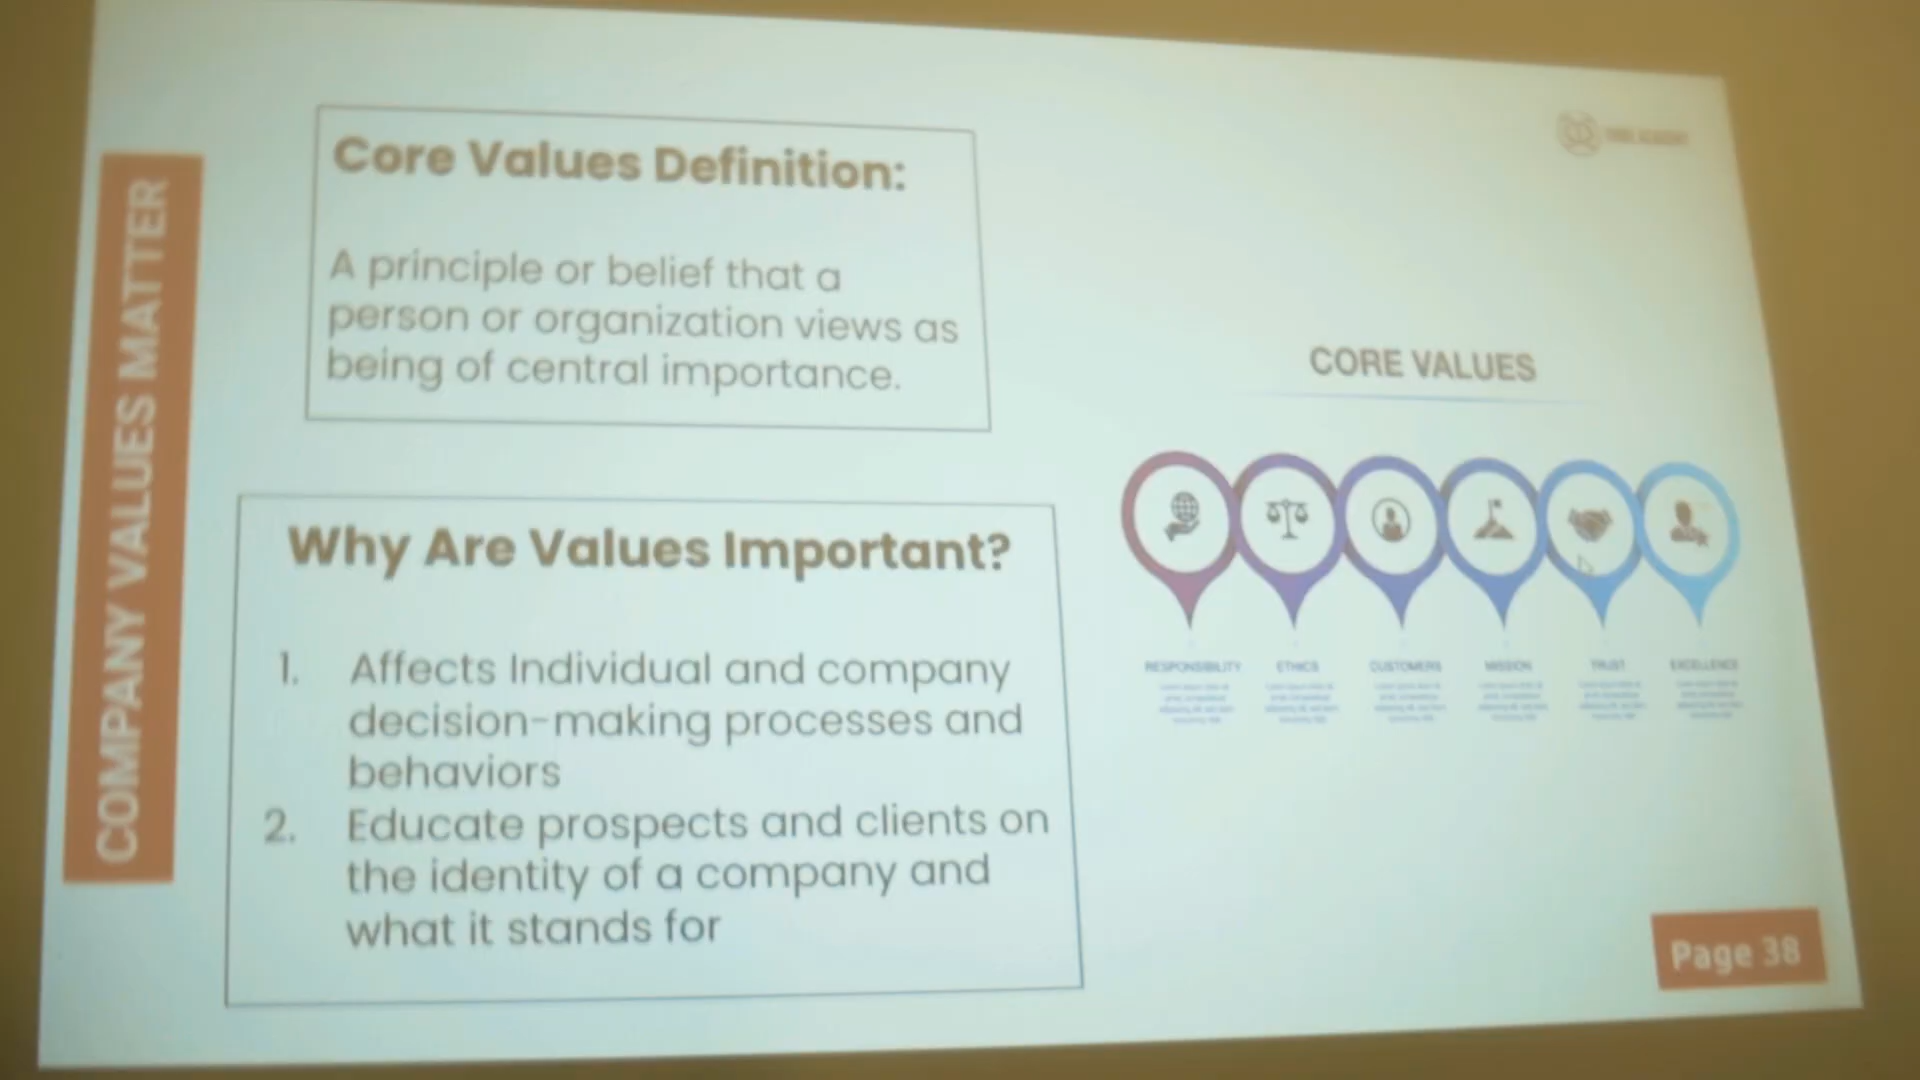 COMPANY VALUES MATTER
Core Values Definition:
A principle or belief that a
person or organization views as
being of central importance.
Why Are Values Important?
1. Affects Individual and company
decision-making processes and
behaviors
2. Educate prospects and clients on
the identity of a company and
what it stands for
CORE VALUES
RESPONSIBILITY
ETHICS
CUSTOMERS
MISSION
TRUST
EXCELLENCE
Page 38